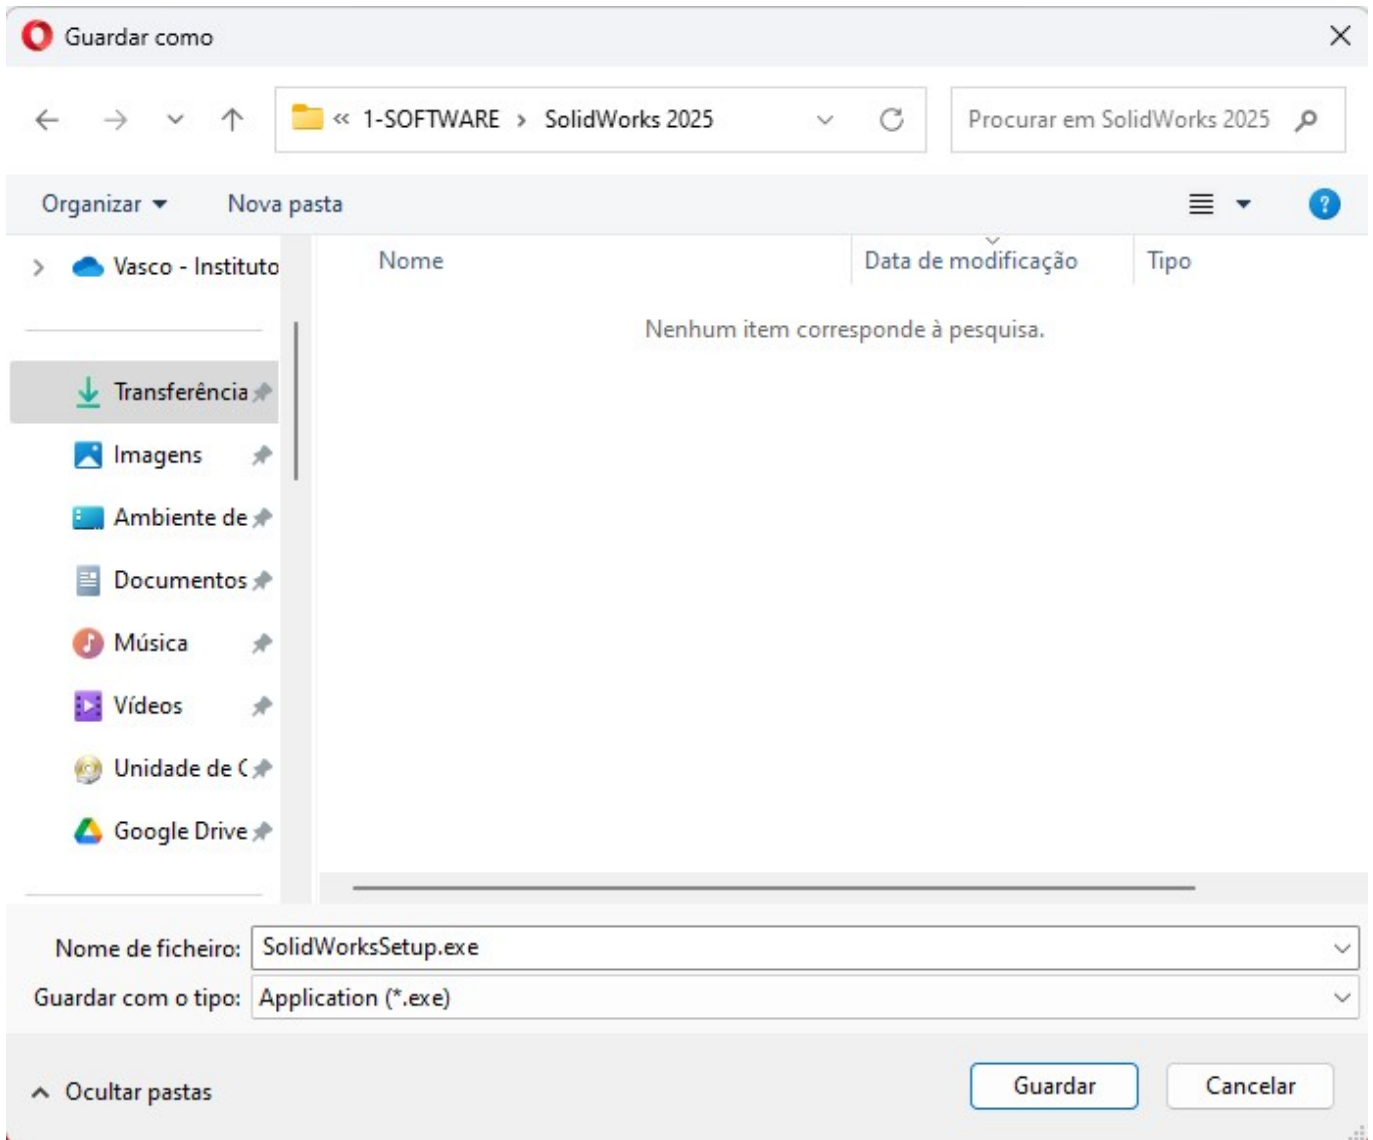 Guardar como
« 1-SOFTWARE > SolidWorks 2025
Procurar em SolidWorks 2025
Organizar
Nova pasta
Vasco - Instituto
Transferência
Imagens
Ambiente de
Documentos
Música
Vídeos
Unidade de C
Google Drive
Nome
Data de modificação
Tipo
Nenhum item corresponde à pesquisa.
Nome de ficheiro: SolidWorksSetup.exe
Guardar com o tipo: Application (*.exe)
Ocultar pastas
Guardar
Cancelar